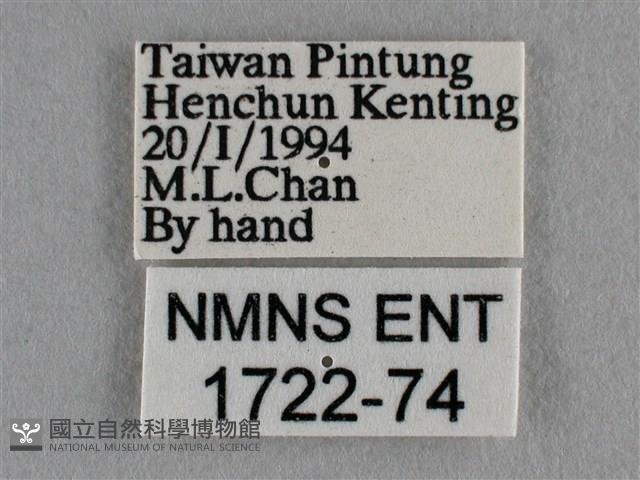 Taiwan Pintung
Henchun Kenting
20/I/1994
M.L.Chan
By hand
NMNS ENT
1722-74
國立自然科學博物館
NATIONAL MUSEUM OF NATURAL SCIENCE